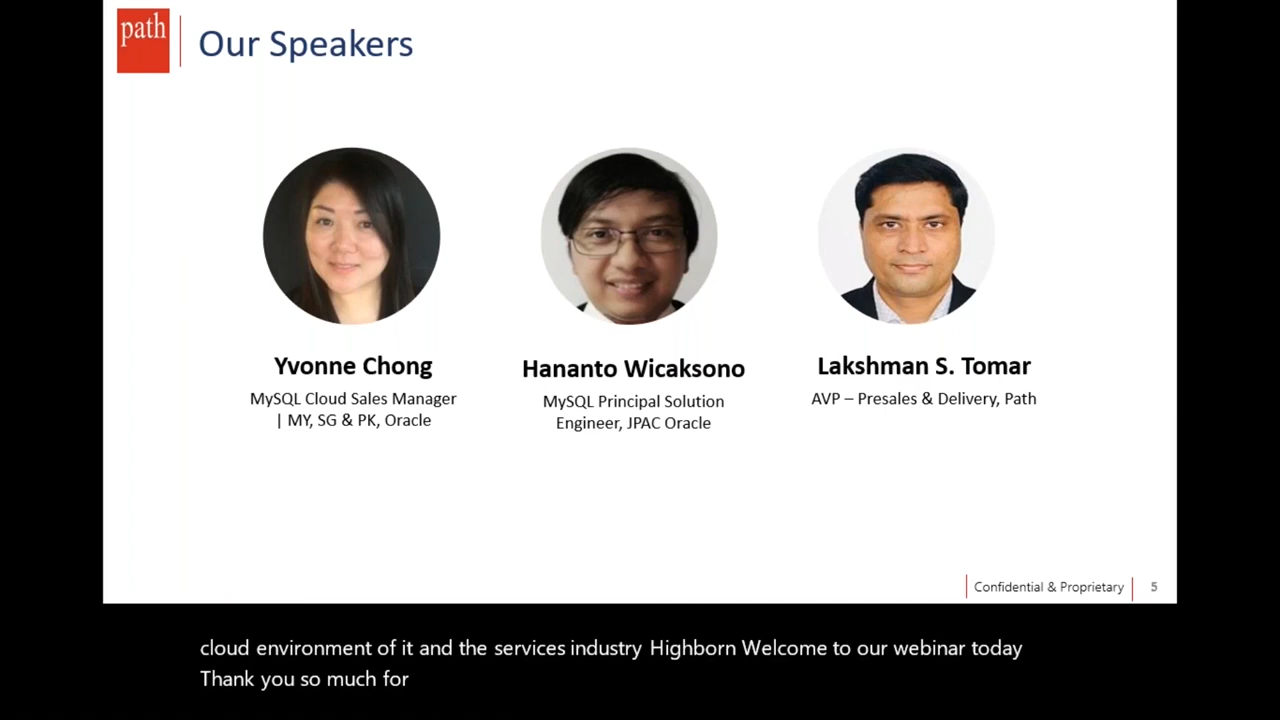 path
Our Speakers
Yvonne Chong
MySQL Cloud Sales Manager
| MY, SG & PK, Oracle
Hananto Wicaksono
MySQL Principal Solution
Engineer, JPAC Oracle
Lakshman S. Tomar
AVP – Presales & Delivery, Path
Confidential & Proprietary
5
cloud environment of it and the services industry Highborn Welcome to our webinar today
Thank you so much for